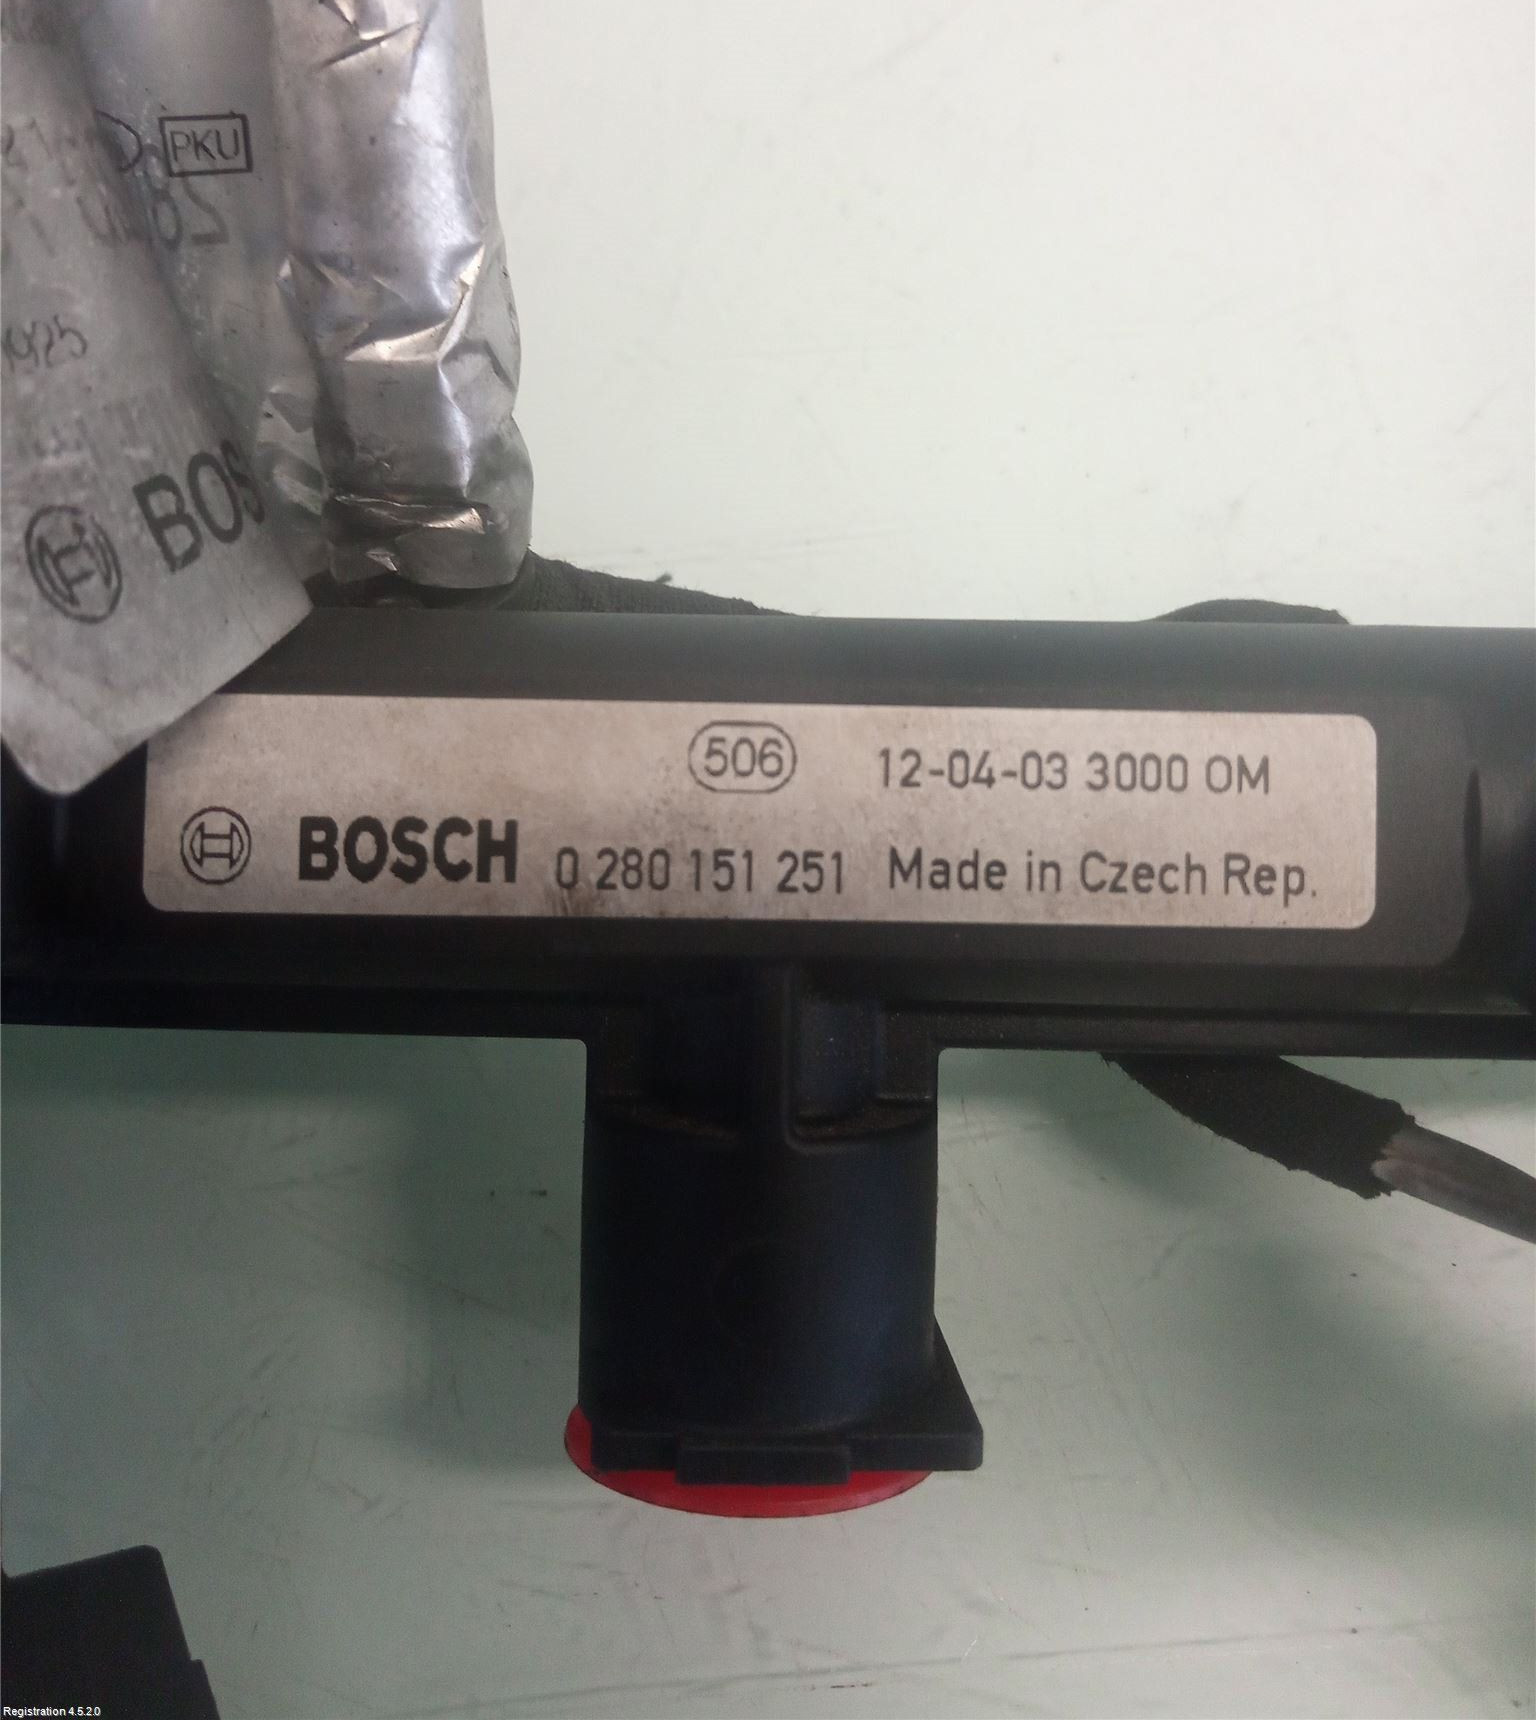 PKU
BOS
506
12-04-03 3000 OM
BOSCH 0 280 151 251 Made in Czech Rep.
Registration 4.5.2.0